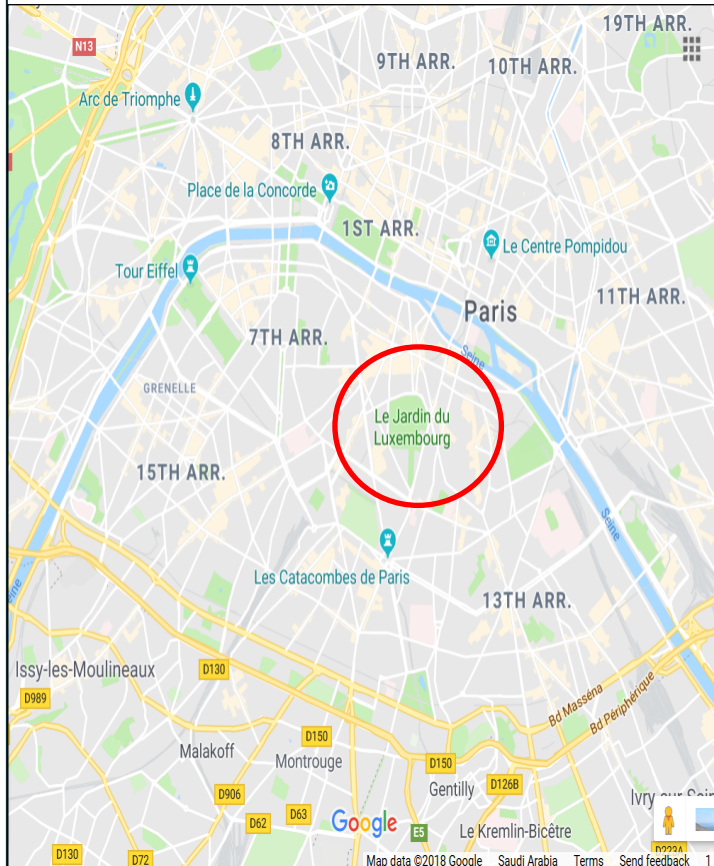 19TH ARR.
N13
9TH ARR.
10TH ARR.
Arc de Triomphe
8TH ARR.
Place de la Concorde
1ST ARR.
Le Centre Pompidou
Tour Eiffel
11TH ARR.
Paris
7TH ARR.
Seine
GRENELLE
Le Jardin du
Luxembourg
15TH ARR.
Seine
Les Catacombes de Paris
13TH ARR.
Issy-les-Moulineaux
D130
D989
Bd Masséna
Bd Périphérique
D150
Malakoff
Montrouge
D150
Gentilly
D126B
D906
D63
D62
Google
E5
Le Kremlin-Bicêtre
D130
D72
Map data ©2018 Google
Saudi Arabia
Terms
Send feedback